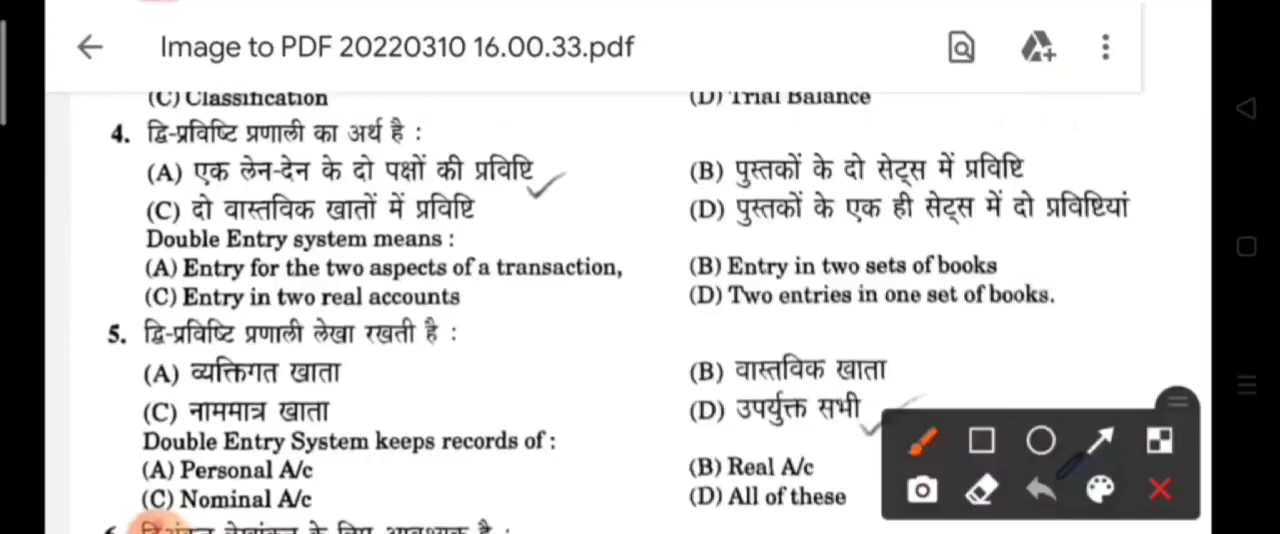 Image to PDF 20220310 16.00.33.pdf
(C) Classification (D) Trial Balance
4. द्वि-प्रविष्टि प्रणाली का अर्थ है :
(A) एक लेन-देन के दो पक्षों की प्रविष्टि (B) पुस्तकों के दो सेट्स में प्रविष्टि
(C) दो वास्तविक खातों में प्रविष्टि (D) पुस्तकों के एक ही सेट्स में दो प्रविष्टियां
Double Entry system means :
(A) Entry for the two aspects of a transaction, (B) Entry in two sets of books
(C) Entry in two real accounts (D) Two entries in one set of books.
5. द्वि-प्रविष्टि प्रणाली लेखा रखती है :
(A) व्यक्तिगत खाता (B) वास्तविक खाता
(C) नाममात्र खाता (D) उपर्युक्त सभी
Double Entry System keeps records of :
(A) Personal A/c (B) Real A/c
(C) Nominal A/c (D) All of these
के लिए आवश्यक है :